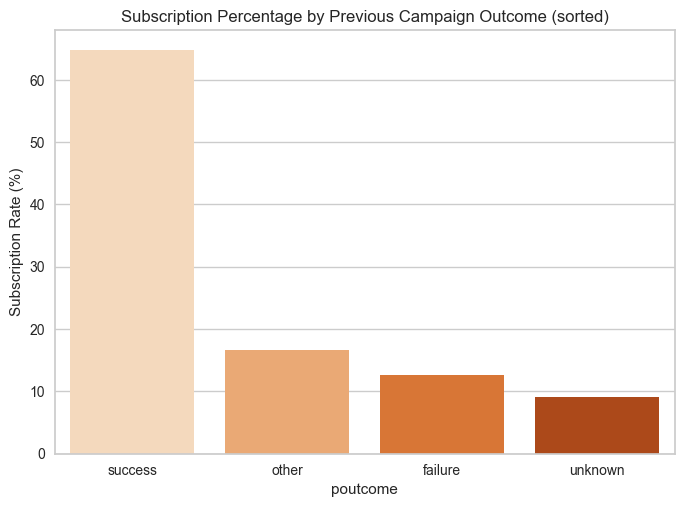 Subscription Percentage by Previous Campaign Outcome (sorted)
Subscription Rate (%)
60
50
40
30
20
10
0
success other failure unknown
poutcome